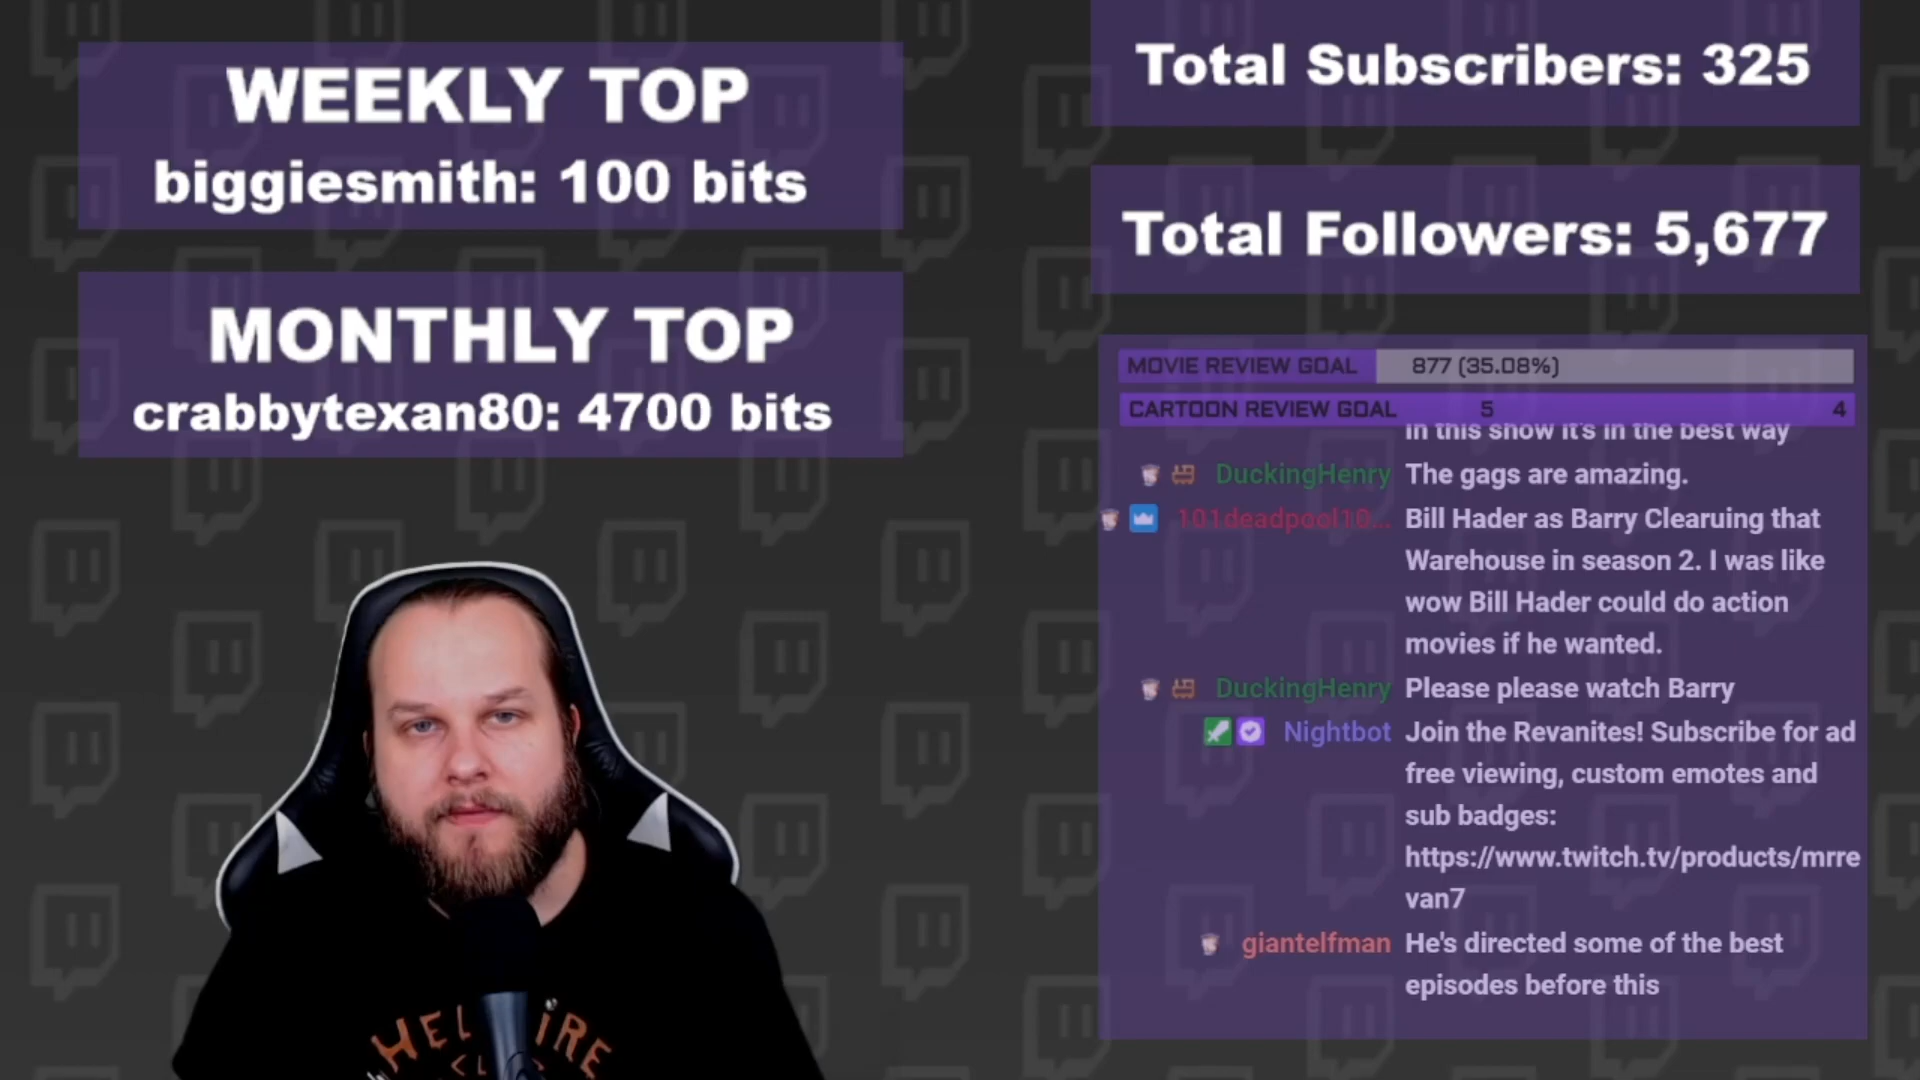 WEEKLY TOP
biggiesmith: 100 bits
MONTHLY TOP
crabbytexan80: 4700 bits
Total Subscribers: 325
Total Followers: 5,677
MOVIE REVIEW GOAL 877 (35.08%)
CARTOON REVIEW GOAL 5 4
in this show it's in the best way
DuckingHenry The gags are amazing.
101deadpool10... Bill Hader as Barry Clearuing that
Warehouse in season 2. I was like
wow Bill Hader could do action
movies if he wanted.
DuckingHenry Please please watch Barry
Nightbot Join the Revanites! Subscribe for ad
free viewing, custom emotes and
sub badges:
https://www.twitch.tv/products/mrre
van7
giantelfman He's directed some of the best
episodes before this